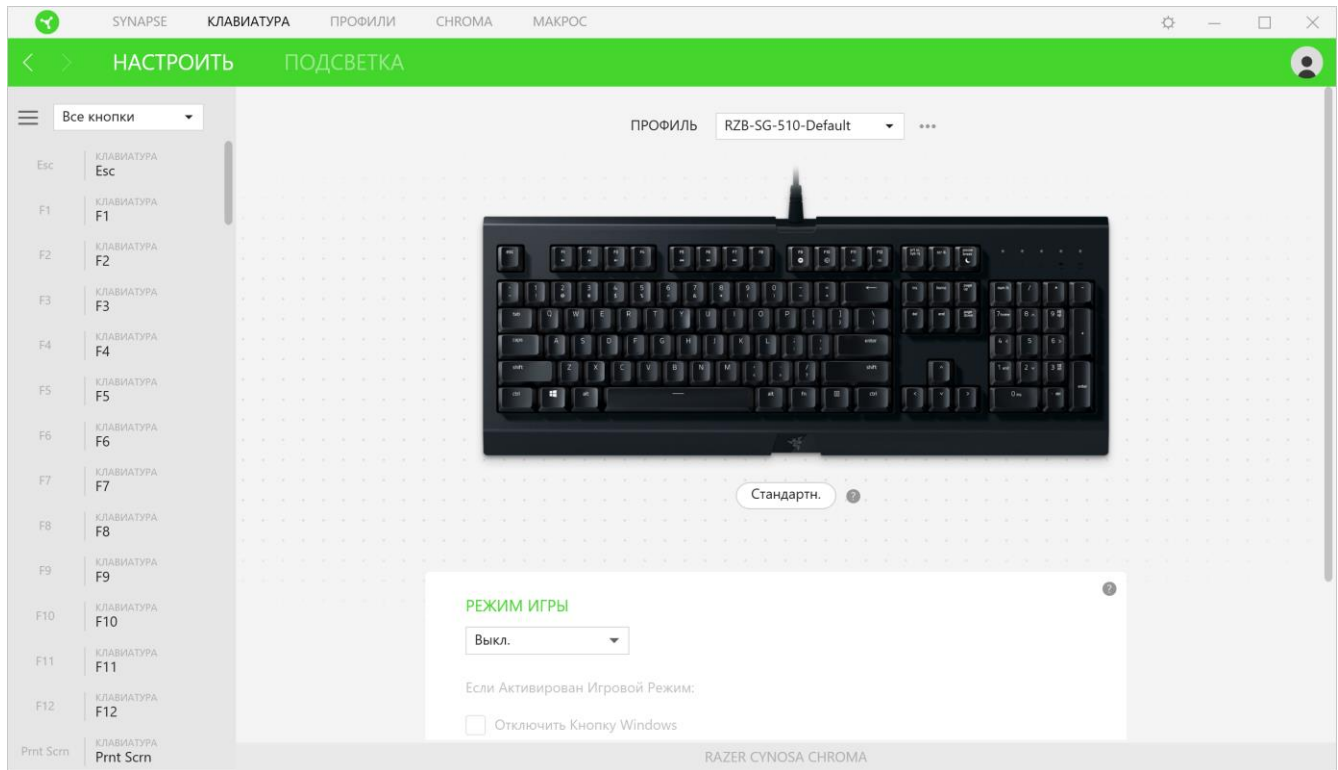 SYNAPSE КЛАВИАТУРА ПРОФИЛИ CHROMA МАКРОС
НАСТРОИТЬ ПОДСВЕТКА
Все кнопки
ПРОФИЛЬ RZB-SG-510-Default
Esc КЛАВИАТУРА
Esc
F1 КЛАВИАТУРА
F1
F2 КЛАВИАТУРА
F2
F3 КЛАВИАТУРА
F3
F4 КЛАВИАТУРА
F4
F5 КЛАВИАТУРА
F5
F6 КЛАВИАТУРА
F6
F7 КЛАВИАТУРА
F7
F8 КЛАВИАТУРА
F8
F9 КЛАВИАТУРА
F9
F10 КЛАВИАТУРА
F10
F11 КЛАВИАТУРА
F11
F12 КЛАВИАТУРА
F12
Prnt Scrn КЛАВИАТУРА
Prnt Scrn
Q W E R T Y U I O P
A S D F G H J K L
Z X C V B N M
Стандартн.
РЕЖИМ ИГРЫ
Выкл.
Если Активирован Игровой Режим:
Отключить Кнопку Windows
RAZER CYNOSA CHROMA